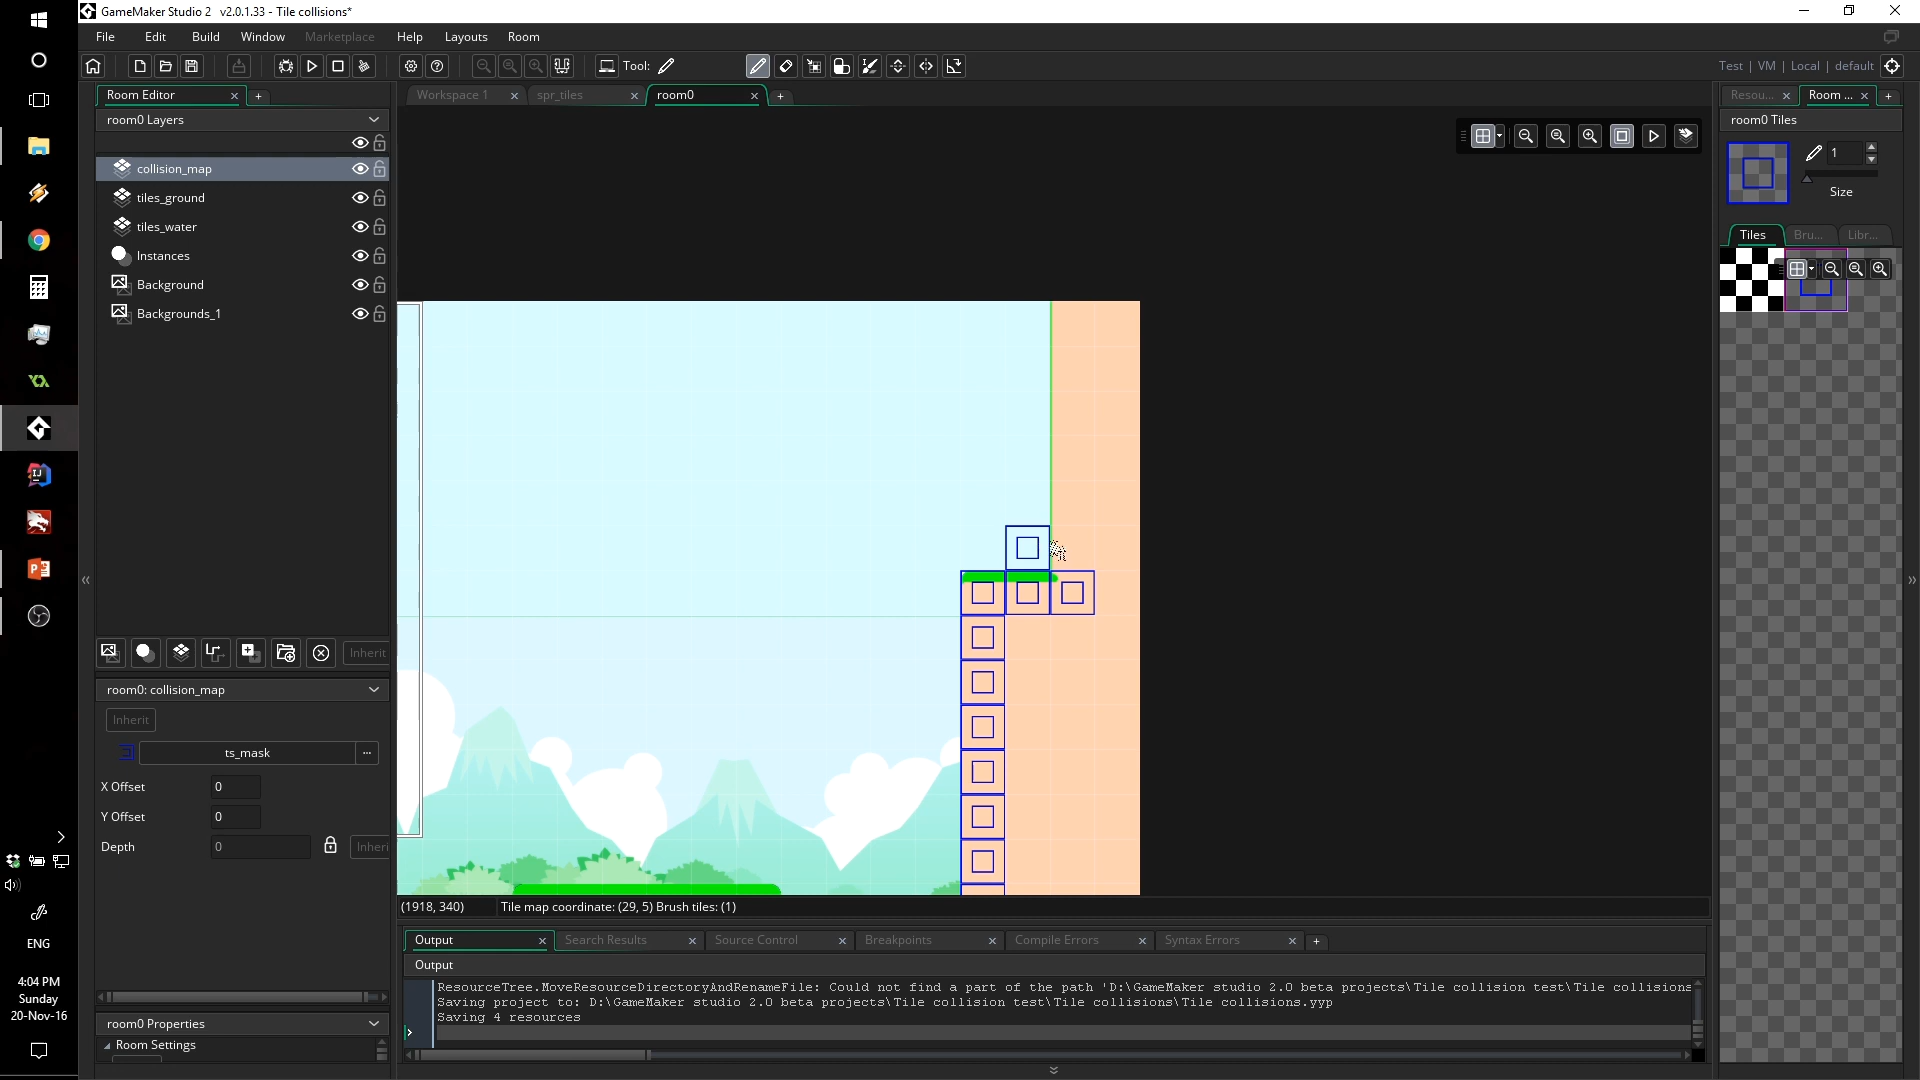 GameMaker Studio 2   v2.0.1.33 - Tile collisions*
File Edit Build Window Marketplace Help Layouts Room
Tool:
Test | VM | Local | default
Room Editor
Workspace 1
spr_tiles
room0
Resou...
Room ...
room0 Layers
room0 Tiles
collision_map
tiles_ground
tiles_water
Instances
Background
Backgrounds_1
1
Size
Tiles
Bru...
Libr...
Inherit
room0: collision_map
Inherit
ts_mask
...
X Offset
0
Y Offset
0
Depth
0
Inheri
(1918, 340)
Tile map coordinate: (29, 5) Brush tiles: (1)
Output
Search Results
Source Control
Breakpoints
Compile Errors
Syntax Errors
Output
ResourceTree.MoveResourceDirectoryAndRenameFile: Could not find a part of the path 'D:\GameMaker studio 2.0 beta projects\Tile collision test\Tile collisions
Saving project to: D:\GameMaker studio 2.0 beta projects\Tile collision test\Tile collisions\Tile collisions.yyp
Saving 4 resources
room0 Properties
Room Settings
ENG
4:04 PM
Sunday
20-Nov-16